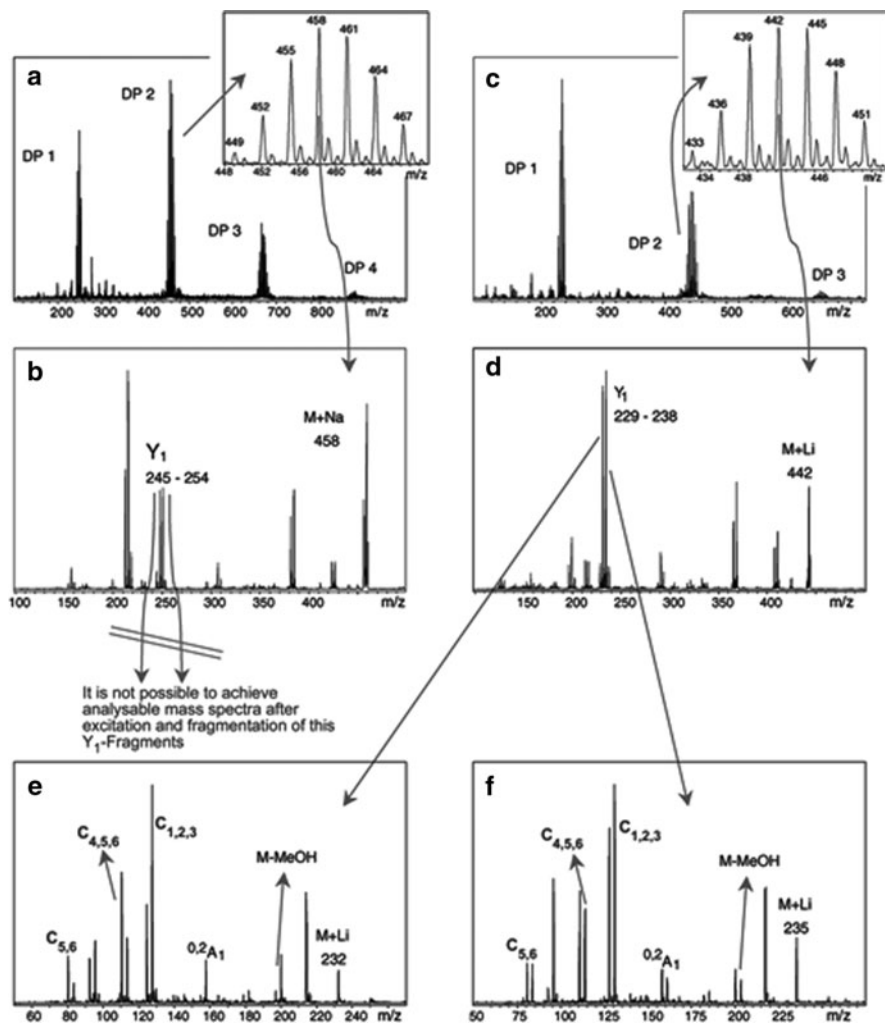 a
DP 1
DP 2
DP 3
DP 4
200 400 600 800 m/z
449
452
455
458
461
464
467
448 452 456 460 464 m/z
c
DP 1
DP 2
DP 3
200 400 500 600 m/z
433
436
439
442
445
448
451
434 438 446 m/z
b
Y1
245 - 254
M+Na
458
100 150 200 250 300 350 400 m/z
It is not possible to achieve
analysable mass spectra after
excitation and fragmentation of this
Y1-Fragments
d
Y1
229 - 238
M+Li
442
150 200 250 300 350 400 m/z
e
C5,6
C4,5,6
C1,2,3
0,2A1
M-MeOH
M+Li
232
60 80 100 120 140 160 180 200 220 240 m/z
f
C5,6
C4,5,6
C1,2,3
0,2A1
M-MeOH
M+Li
235
50 75 100 125 150 175 200 225 250 m/z